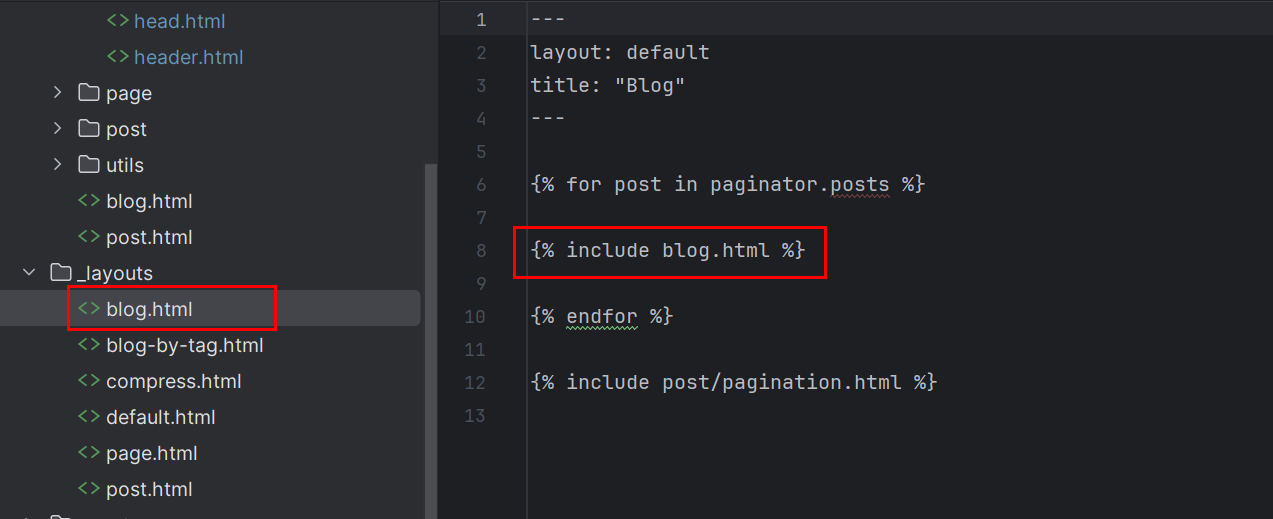 head.html
header.html
page
post
utils
blog.html
post.html
_layouts
blog.html
blog-by-tag.html
compress.html
default.html
page.html
post.html
1 ---
2 layout: default
3 title: "Blog"
4 ---
5
6 {% for post in paginator.posts %}
7
8 {% include blog.html %}
9
10 {% endfor %}
11
12 {% include post/pagination.html %}
13